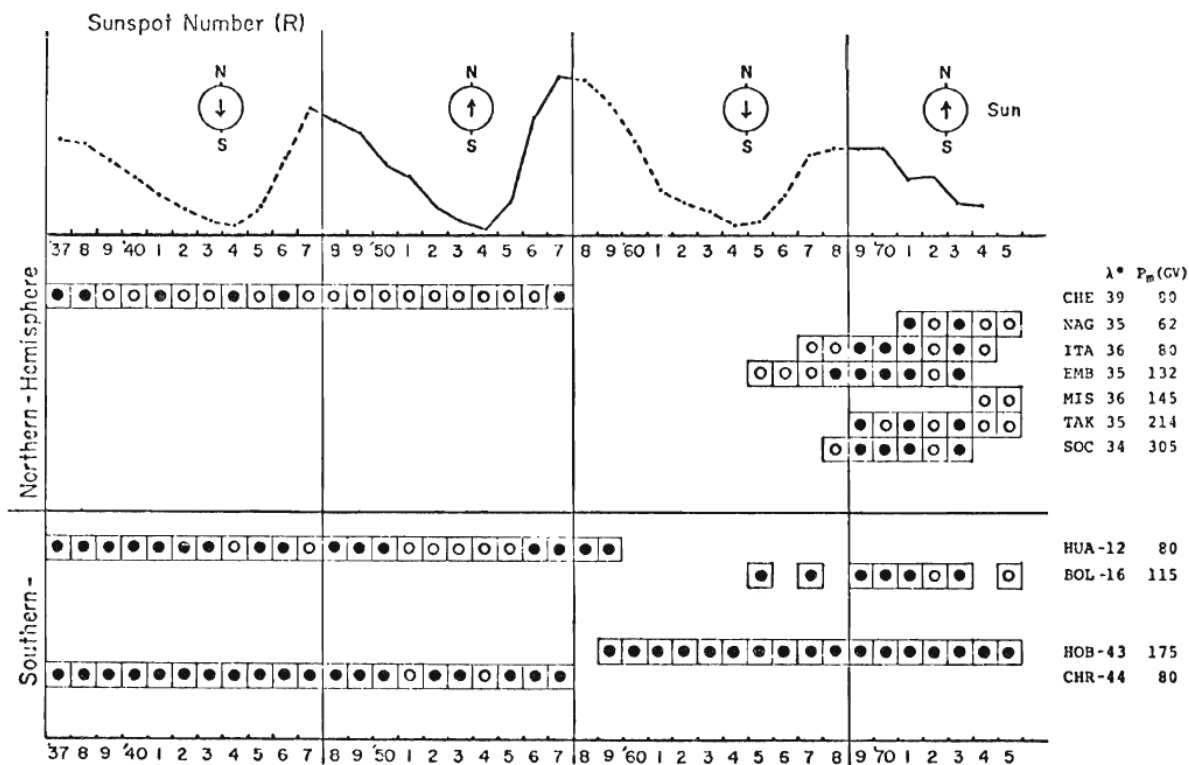 Sunspot Number (R)
N N N N
↓ ↑ ↓ ↑ Sun
S S S S
'37 8 9 '40 1 2 3 4 5 6 7 8 9 '50 1 2 3 4 5 6 7 8 9 '60 1 2 3 4 5 6 7 8 9 '70 1 2 3 4 5
Northern-Hemisphere
λ° Pm(GV)
CHE 39 80
NAG 35 62
ITA 36 80
EMB 35 132
MIS 36 145
TAK 35 214
SOC 34 305
Southern-
HUA -12 80
BOL -16 115
HOB -43 175
CHR -44 80
'37 8 9 '40 1 2 3 4 5 6 7 8 9 '50 1 2 3 4 5 6 7 8 9 '60 1 2 3 4 5 6 7 8 9 '70 1 2 3 4 5